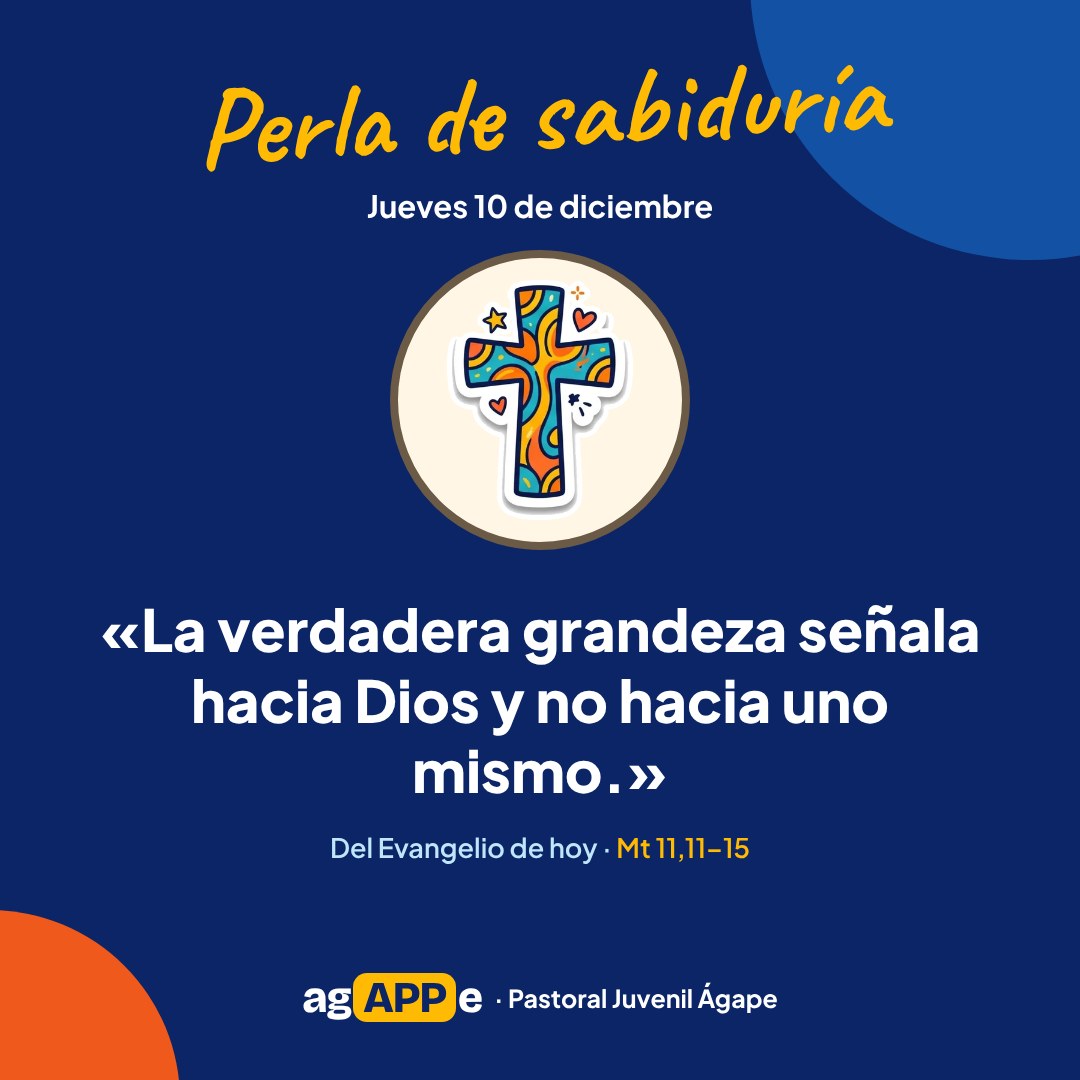 Perla de sabiduría
Jueves 10 de diciembre
«La verdadera grandeza señala
hacia Dios y no hacia uno
mismo.»
Del Evangelio de hoy · Mt 11,11–15
agAPPe · Pastoral Juvenil Ágape